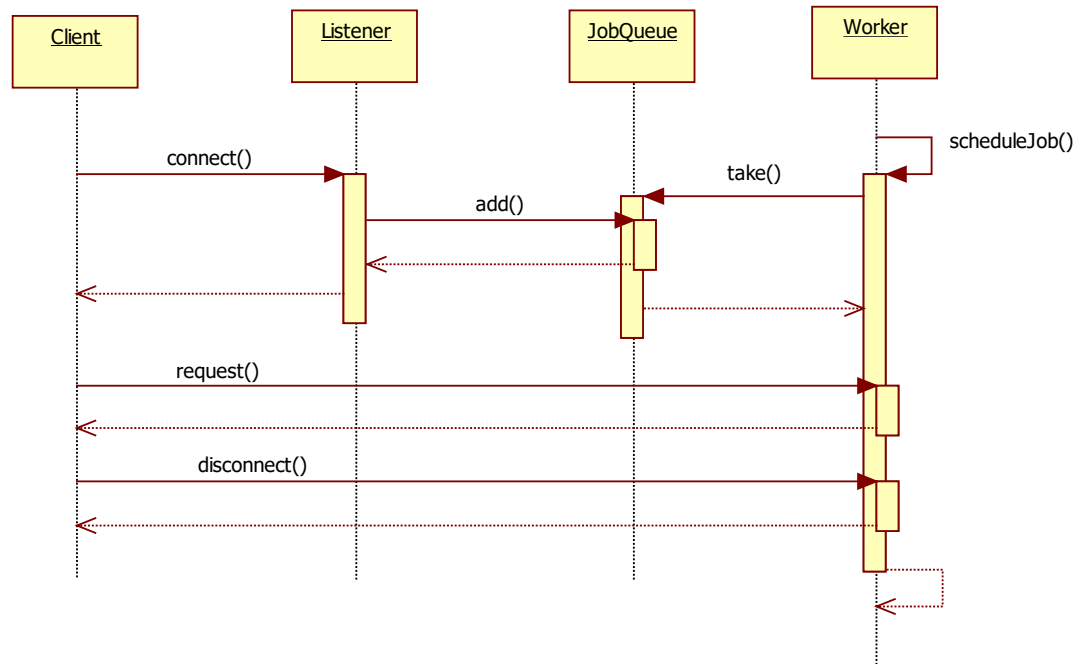 Client
Listener
JobQueue
Worker
scheduleJob()
connect()
take()
add()
request()
disconnect()